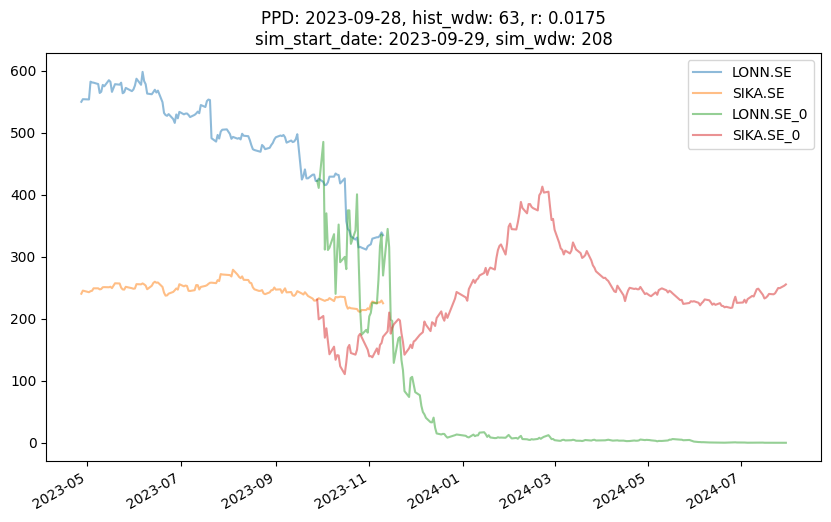 PPD: 2023-09-28, hist_wdw: 63, r: 0.0175
sim_start_date: 2023-09-29, sim_wdw: 208
LONN.SE
SIKA.SE
LONN.SE_0
SIKA.SE_0
600
500
400
300
200
100
0
2023-05
2023-07
2023-09
2023-11
2024-01
2024-03
2024-05
2024-07